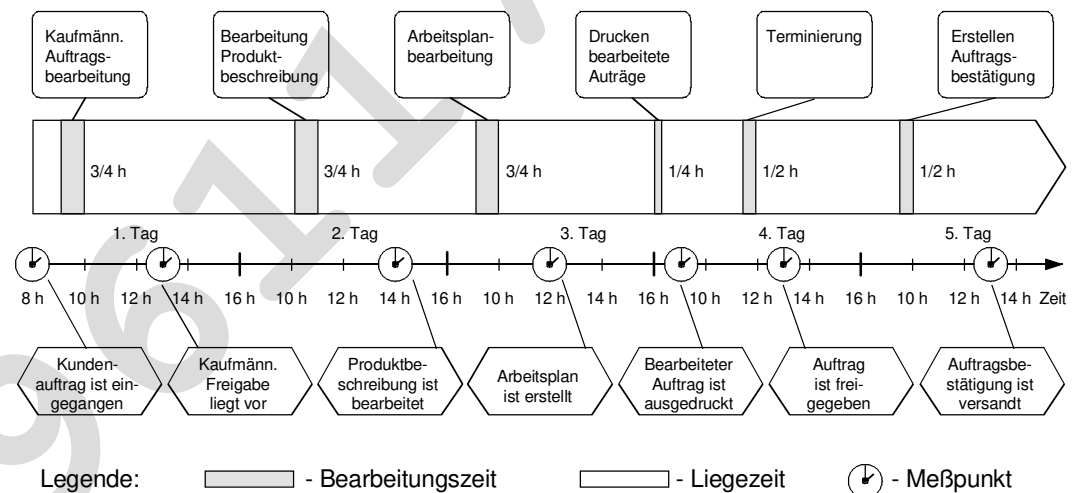 Kaufmänn.
Auftrags-
bearbeitung
Bearbeitung
Produkt-
beschreibung
Arbeitsplan-
bearbeitung
Drucken
bearbeitete
Auträge
Terminierung
Erstellen
Auftrags-
bestätigung
3/4 h
3/4 h
3/4 h
1/4 h
1/2 h
1/2 h
1. Tag
2. Tag
3. Tag
4. Tag
5. Tag
8 h 10 h 12 h 14 h 16 h 10 h 12 h 14 h 16 h 10 h 12 h 14 h 16 h 10 h 12 h 14 h 16 h 10 h 12 h 14 h Zeit
Kunden-
auftrag ist ein-
gegangen
Kaufmänn.
Freigabe
liegt vor
Produktbe-
schreibung ist
bearbeitet
Arbeitsplan
ist erstellt
Bearbeiteter
Auftrag ist
ausgedruckt
Auftrag
ist frei-
gegeben
Auftragsbe-
stätigung ist
versandt
Legende:
- Bearbeitungszeit
- Liegezeit
- Meßpunkt